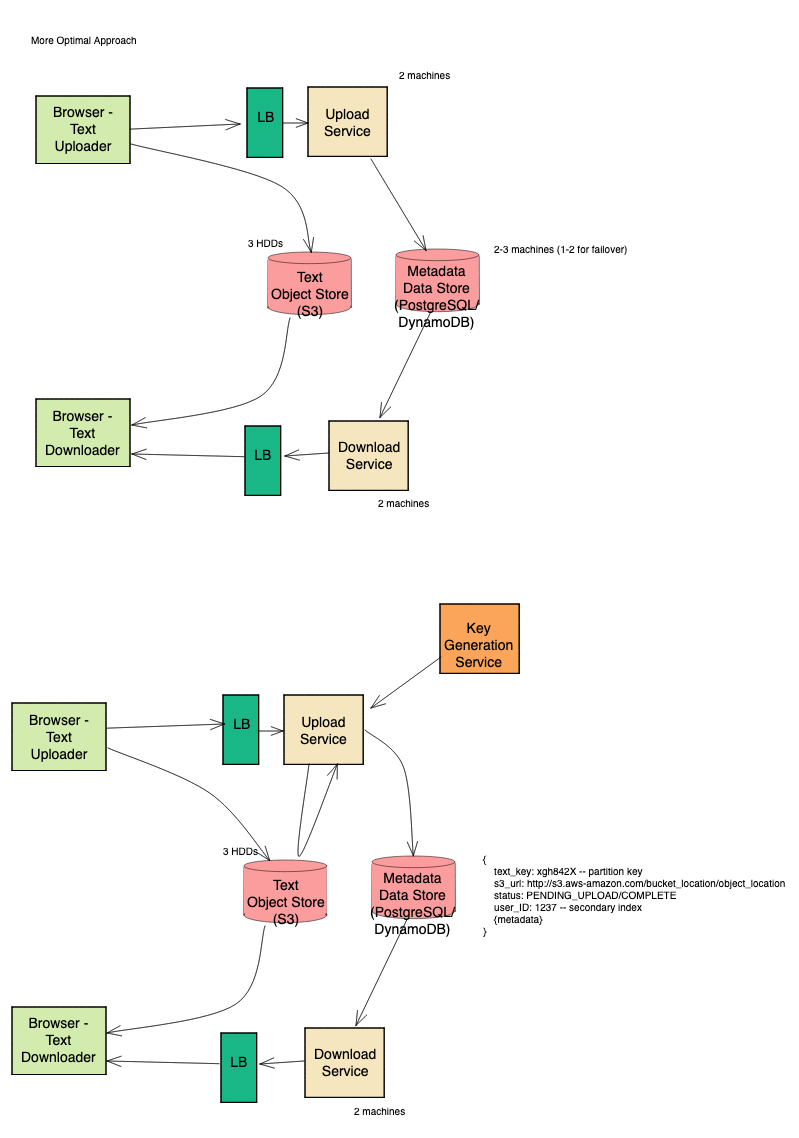 More Optimal Approach
2 machines
Browser -
Text
Uploader
LB
Upload
Service
3 HDDs
2-3 machines (1-2 for failover)
Text
Object Store
(S3)
Metadata
Data Store
(PostgreSQL/
DynamoDB)
Browser -
Text
Downloader
LB
Download
Service
2 machines
Key
Generation
Service
Browser -
Text
Uploader
LB
Upload
Service
3 HDDs
Text
Object Store
(S3)
Metadata
Data Store
(PostgreSQL/
DynamoDB)
{
text_key: xgh842X -- partition key
s3_url: http://s3.aws-amazon.com/bucket_location/object_location
status: PENDING_UPLOAD/COMPLETE
user_ID: 1237 -- secondary index
{metadata}
}
Browser -
Text
Downloader
LB
Download
Service
2 machines